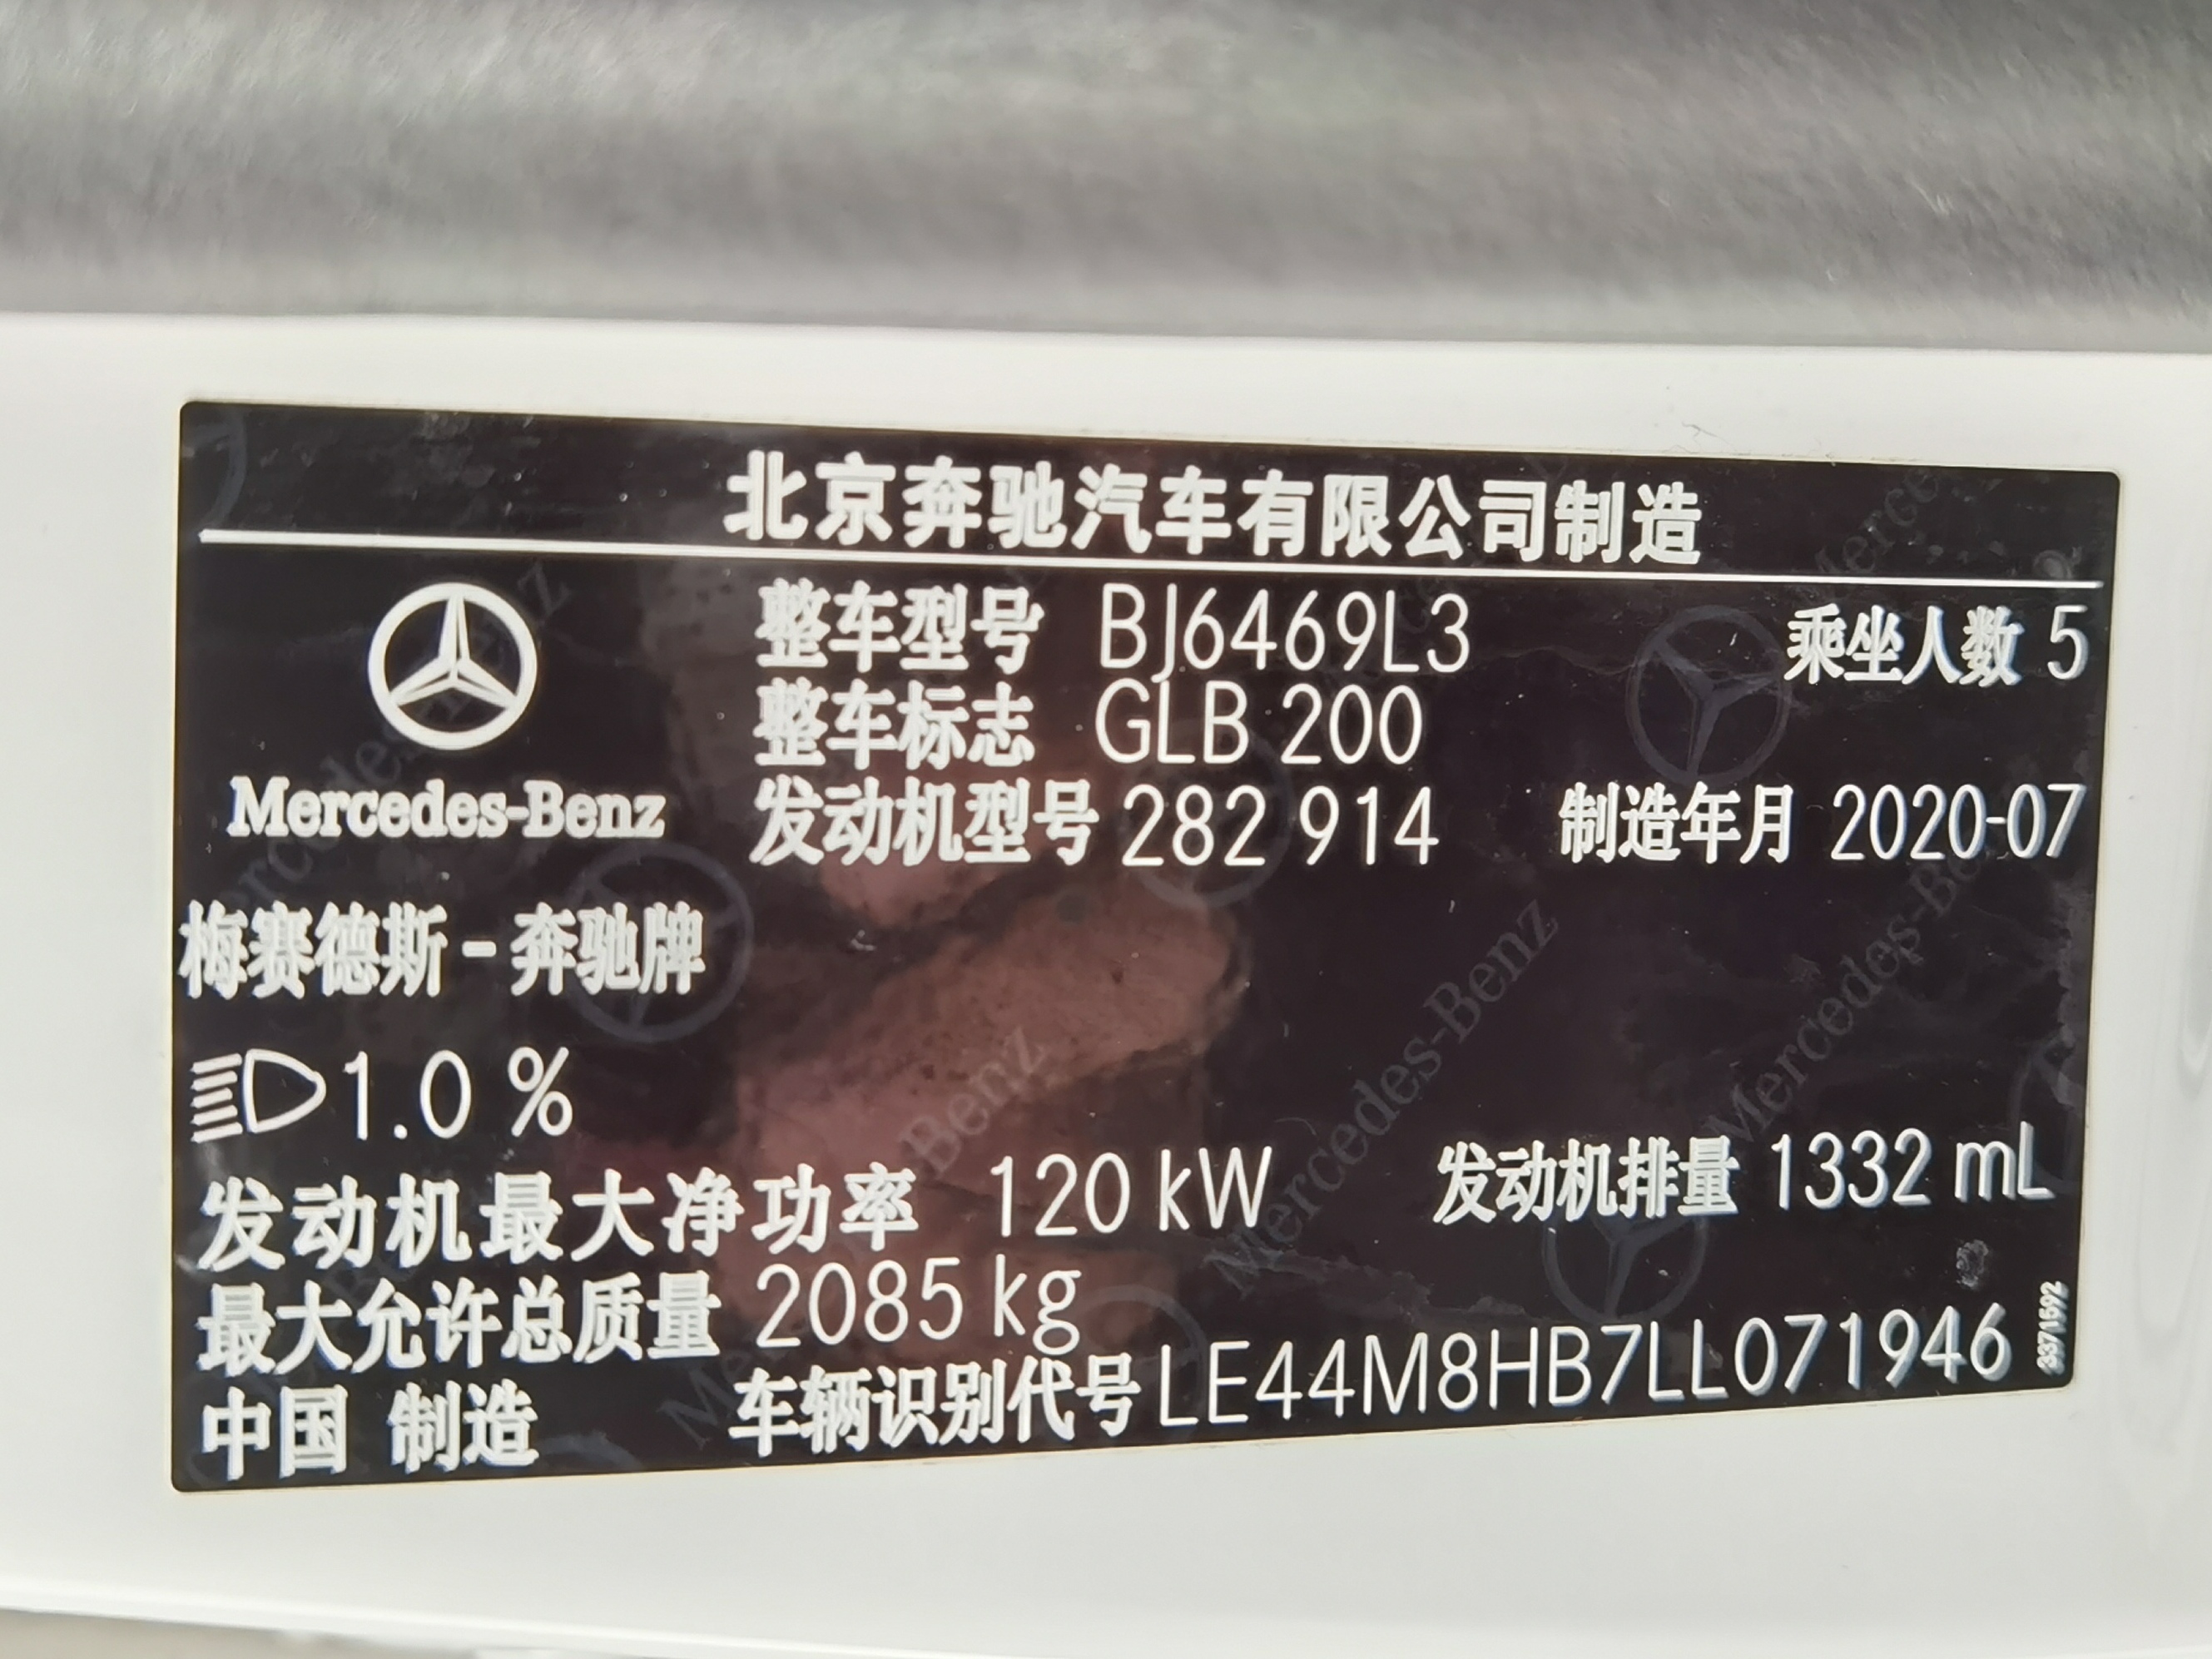 北京奔驰汽车有限公司制造
整车型号 BJ6469L3 乘坐人数 5
整车标志 GLB 200
Mercedes-Benz
发动机型号 282 914 制造年月 2020-07
梅赛德斯-奔驰牌
1.0 %
发动机最大净功率 120 kW 发动机排量 1332 mL
最大允许总质量 2085 kg
中国 制造 车辆识别代号 LE44M8HB7LL071946
3371592